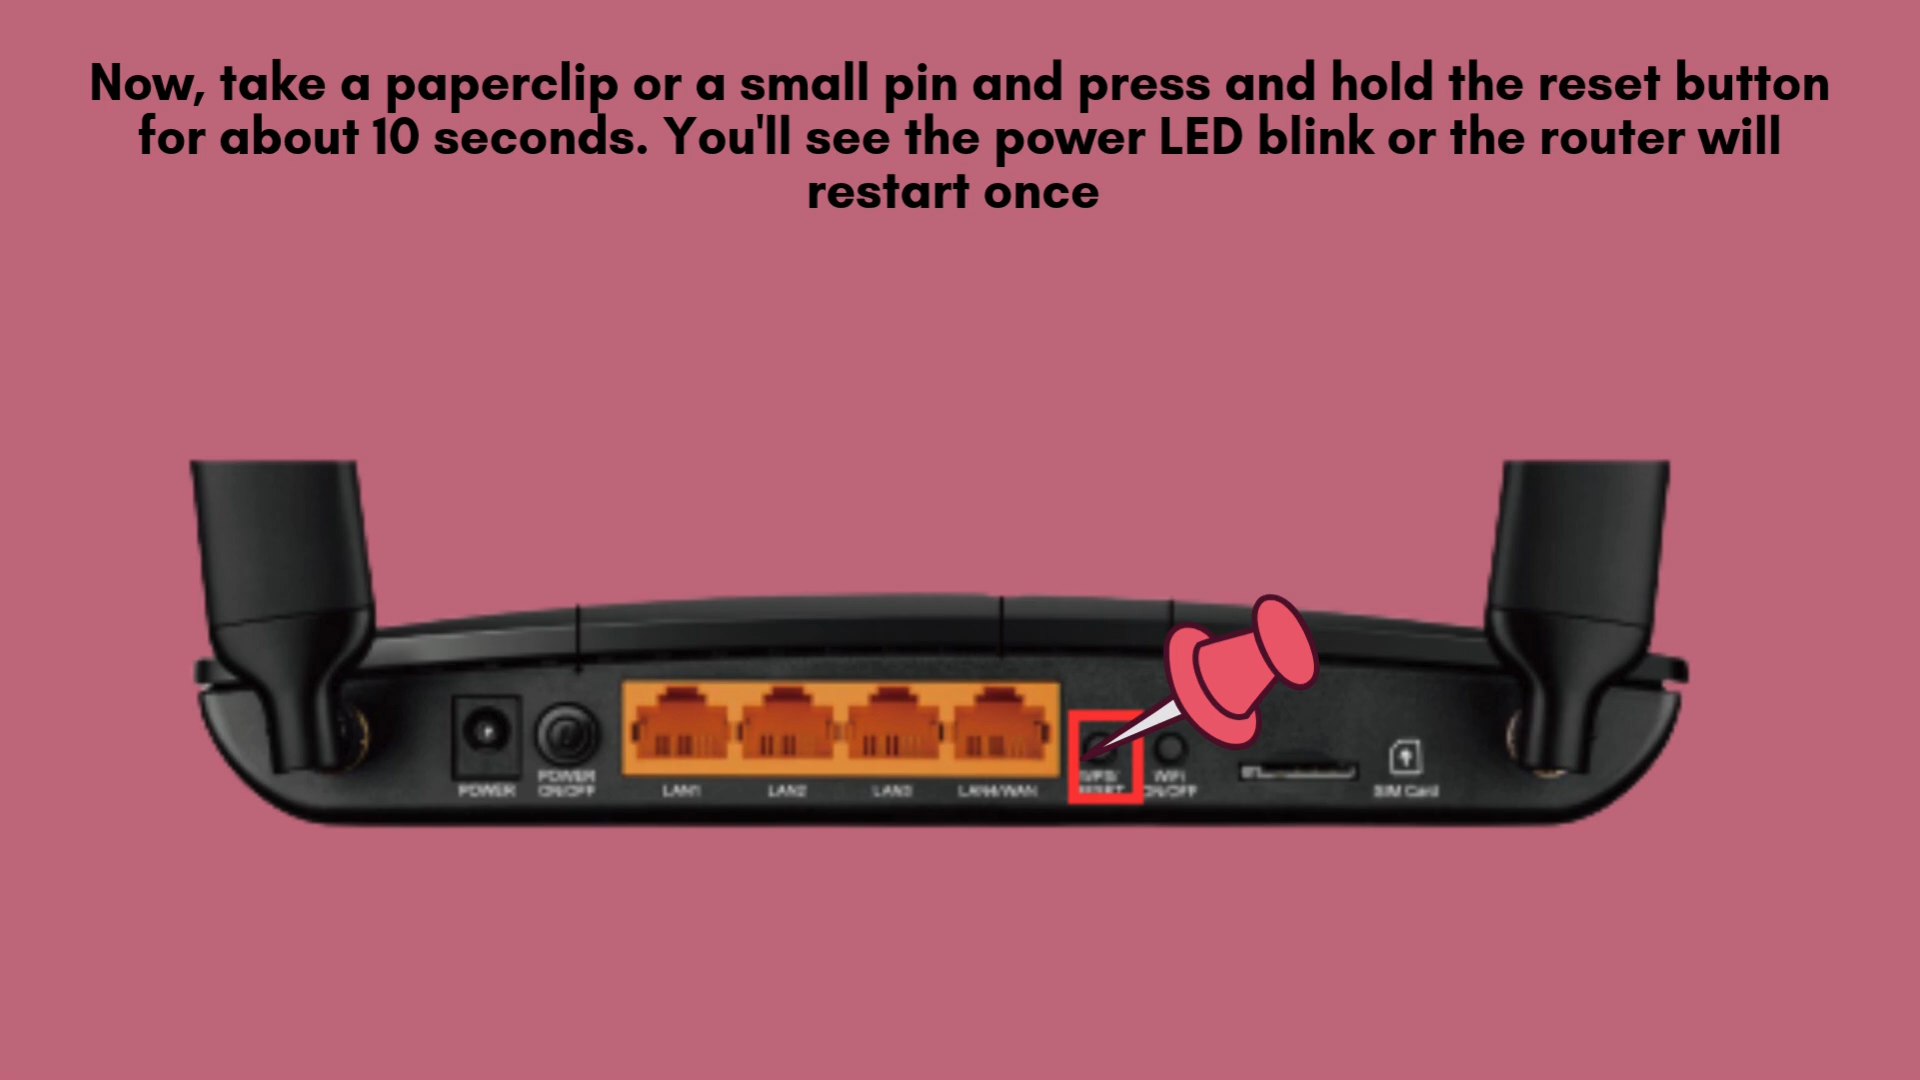 Now, take a paperclip or a small pin and press and hold the reset button
for about 10 seconds. You'll see the power LED blink or the router will
restart once
POWER
POWER
ON/OFF
LAN1
LAN2
LAN3
LAN4/WAN
WPS/
RESET
WiFi
ON/OFF
SIM Card